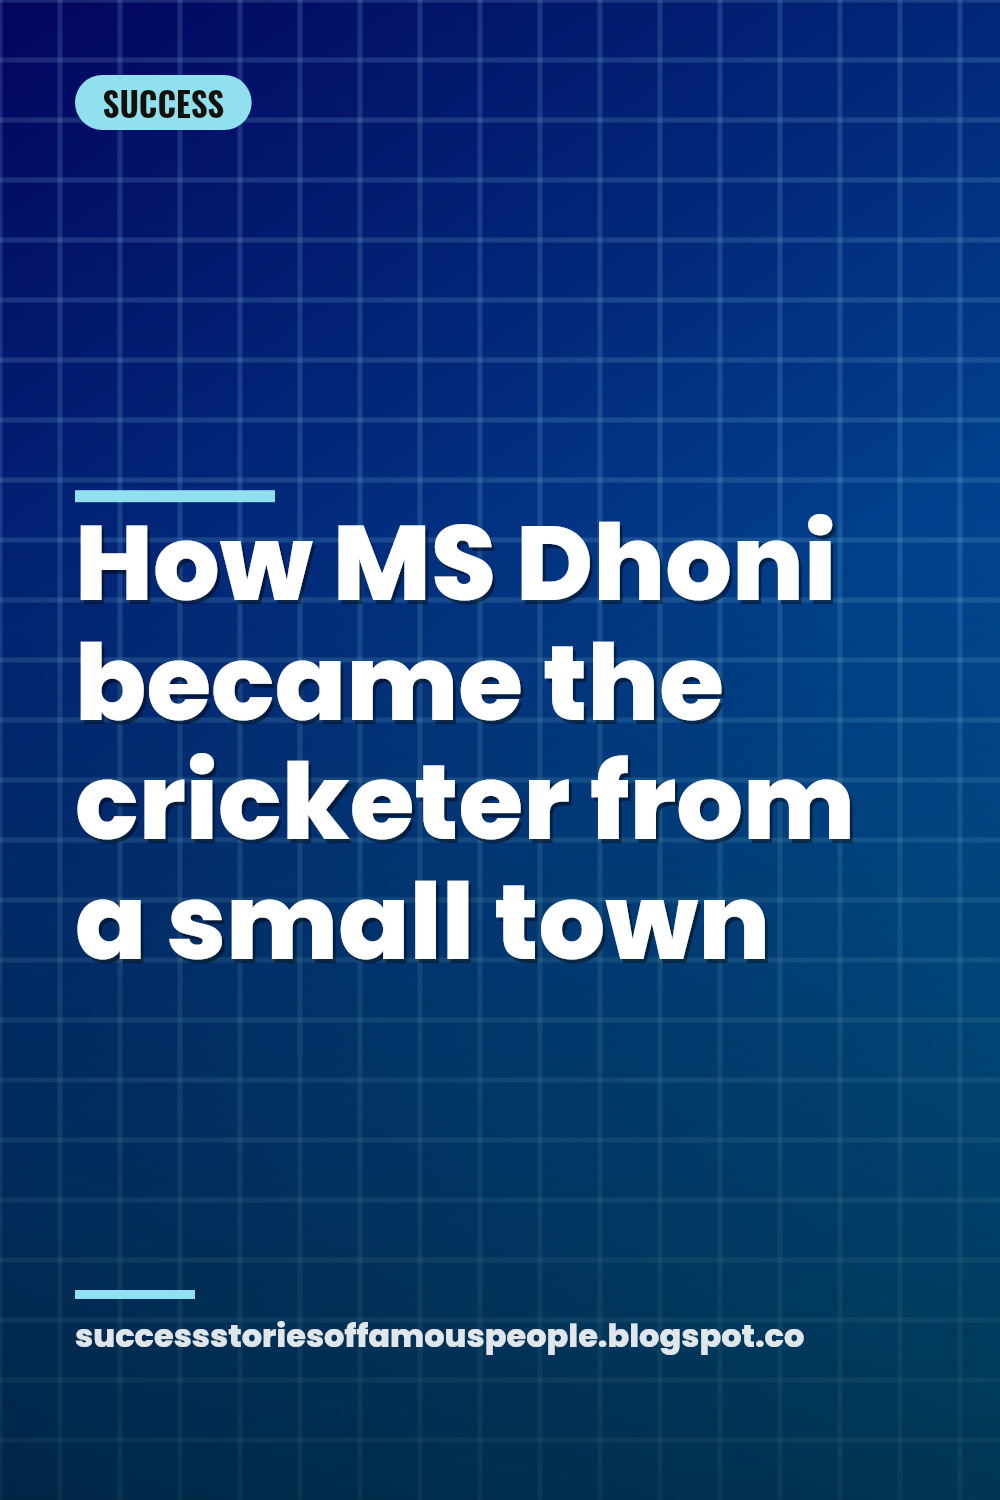 SUCCESS
How MS Dhoni
became the
cricketer from
a small town
successstoriesoffamouspeople.blogspot.co